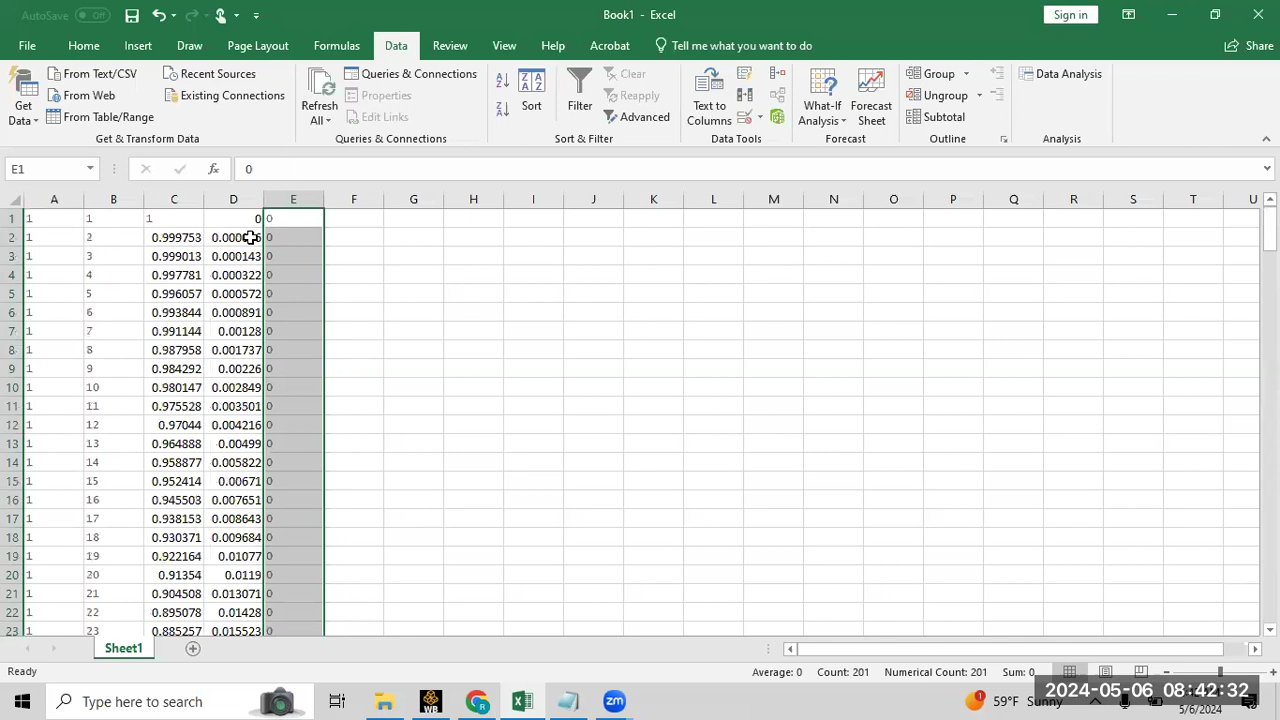 AutoSave Off
Book1 - Excel
Sign in
File Home Insert Draw Page Layout Formulas Data Review View Help Acrobat Tell me what you want to do Share
Get Data
From Text/CSV
From Web
From Table/Range
Recent Sources
Existing Connections
Get & Transform Data
Refresh All
Queries & Connections
Properties
Edit Links
Queries & Connections
Sort
Filter
Clear
Reapply
Advanced
Sort & Filter
Text to Columns
Data Tools
What-If Analysis
Forecast Sheet
Forecast
Group
Ungroup
Subtotal
Outline
Data Analysis
Analysis
E1 fx 0
A B C D E F G H I J K L M N O P Q R S T U
1 1 1 1 0 0
2 1 2 0.999753 0
3 1 3 0.999013 0.000143 0
4 1 4 0.997781 0.000322 0
5 1 5 0.996057 0.000572 0
6 1 6 0.993844 0.000891 0
7 1 7 0.991144 0.00128 0
8 1 8 0.987958 0.001737 0
9 1 9 0.984292 0.00226 0
10 1 10 0.980147 0.002849 0
11 1 11 0.975528 0.003501 0
12 1 12 0.97044 0.004216 0
13 1 13 0.964888 0.00499 0
14 1 14 0.958877 0.005822 0
15 1 15 0.952414 0.00671 0
16 1 16 0.945503 0.007651 0
17 1 17 0.938153 0.008643 0
18 1 18 0.930371 0.009684 0
19 1 19 0.922164 0.01077 0
20 1 20 0.91354 0.0119 0
21 1 21 0.904508 0.013071 0
22 1 22 0.895078 0.01428 0
23 1 23 0.885257 0.015523 0
Sheet1
Ready Average: 0 Count: 201 Numerical Count: 201 Sum: 0
2024-05-06 08:42:32
Type here to search
WB
R
zm
1
59°F Sunny
5/6/2024